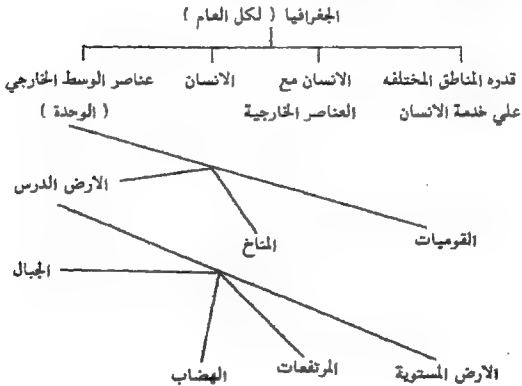 الجغرافيا ( لكل العام )
عناصر الوسط الخارجي
( الوحدة )
الانسان
الانسان مع
العناصر الخارجية
قدره المناطق المختلفه
علي خدمة الانسان
الارض الدرس
المناخ
القوميات
الجبال
الهضاب
المرتفعات
الارض المستوية